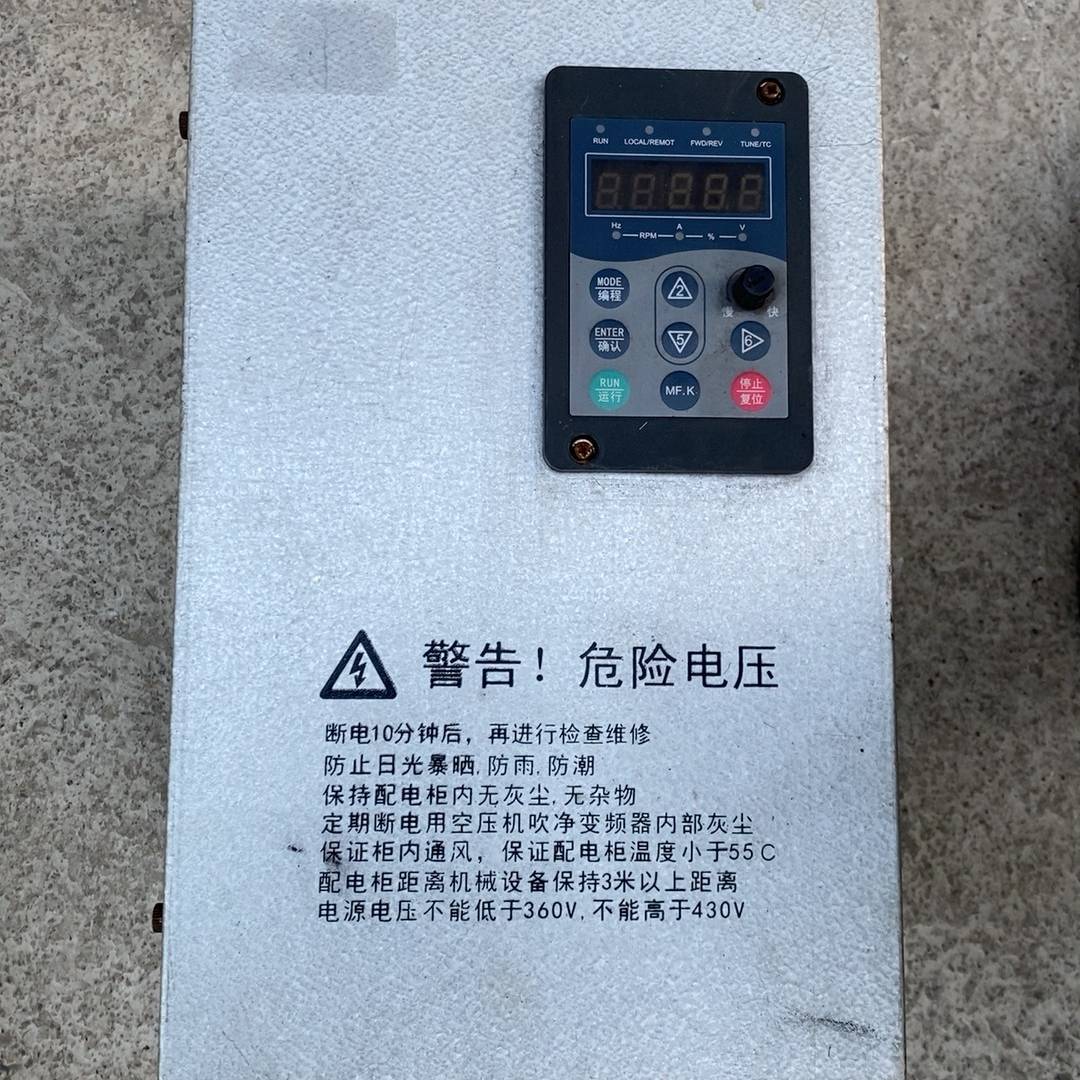 RUN LOCAL/REMOT FWD/REV TUNE/TC
Hz RPM A % V
MODE
编程
2
慢 快
ENTER
确认
5
6
RUN
运行
MF.K
停止
复位
警告！危险电压
断电10分钟后，再进行检查维修
防止日光暴晒,防雨,防潮
保持配电柜内无灰尘,无杂物
定期断电用空压机吹净变频器内部灰尘
保证柜内通风，保证配电柜温度小于55C
配电柜距离机械设备保持3米以上距离
电源电压不能低于360V,不能高于430V